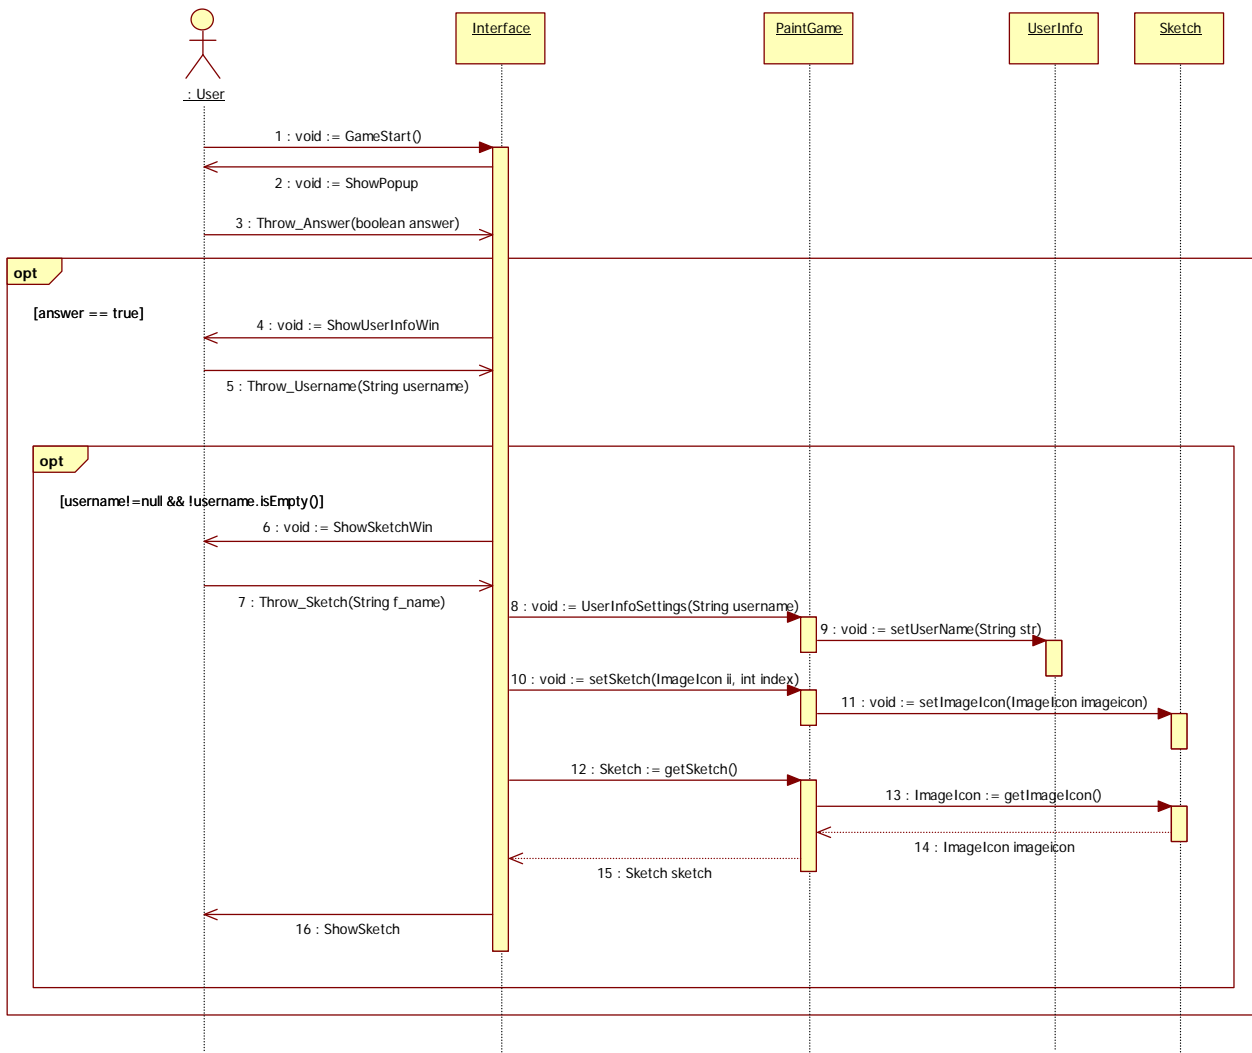 Interface
PaintGame
UserInfo
Sketch
: User
1 : void := GameStart()
2 : void := ShowPopup
3 : Throw_Answer(boolean answer)
opt
[answer == true]
4 : void := ShowUserInfoWin
5 : Throw_Username(String username)
opt
[username!=null && !username.isEmpty()]
6 : void := ShowSketchWin
7 : Throw_Sketch(String f_name)
8 : void := UserInfoSettings(String username)
9 : void := setUserName(String str)
10 : void := setSketch(ImageIcon ii, int index)
11 : void := setImageIcon(ImageIcon imageicon)
12 : Sketch := getSketch()
13 : ImageIcon := getImageIcon()
14 : ImageIcon imageicon
15 : Sketch sketch
16 : ShowSketch